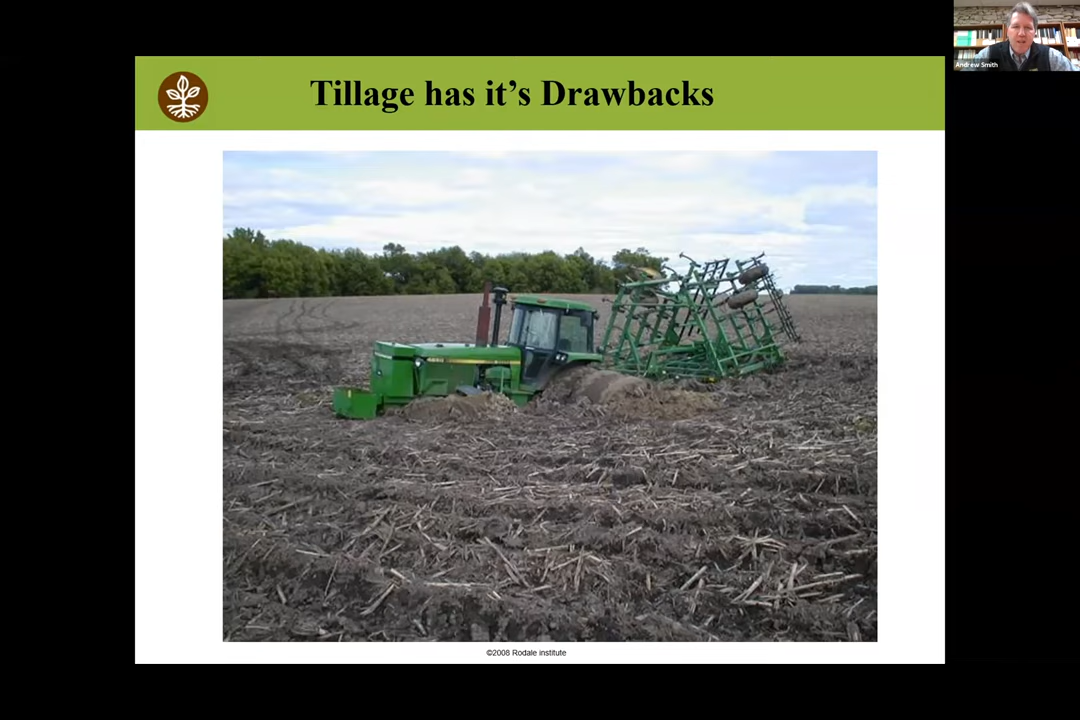 Tillage has it's Drawbacks
Andrew Smith
©2008 Rodale institute